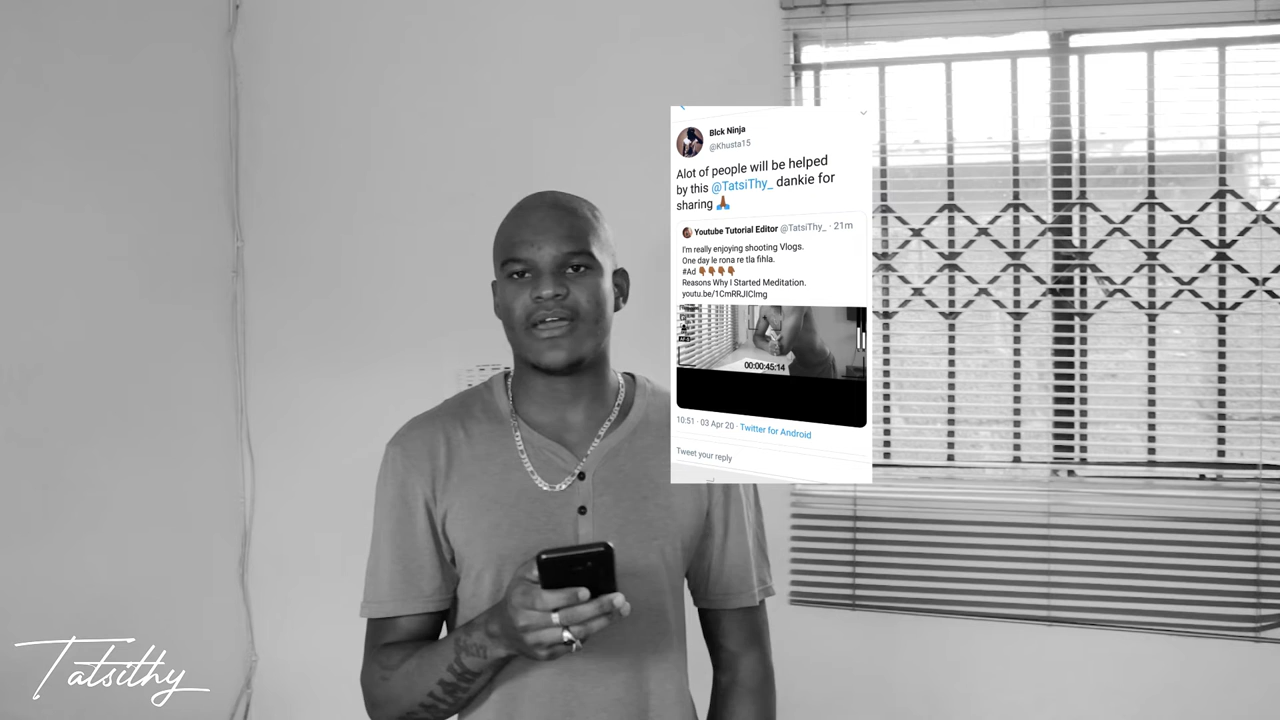 Blck Ninja
@Khusta15
Alot of people will be helped
by this @TatsiThy_ dankie for
sharing
Youtube Tutorial Editor @TatsiThy_ · 21m
I'm really enjoying shooting Vlogs.
One day le rona re tla fihla.
#Ad
Reasons Why I Started Meditation.
youtu.be/1CmRRJICImg
00:00:45:14
10:51 · 03 Apr 20 · Twitter for Android
Tweet your reply
Tatsithy